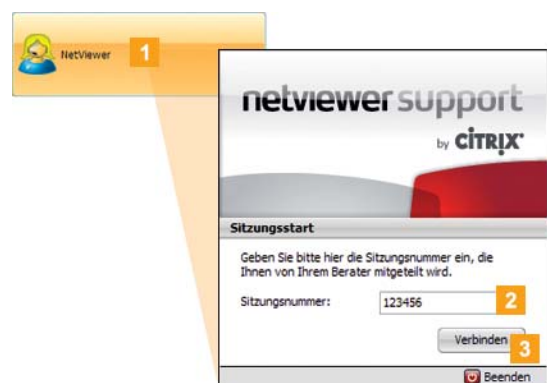 NetViewer 1
netviewer support
by CITRIX
Sitzungsstart
Geben Sie bitte hier die Sitzungsnummer ein, die
Ihnen von Ihrem Berater mitgeteilt wird.
Sitzungsnummer: 123456 2
Verbinden 3
Beenden